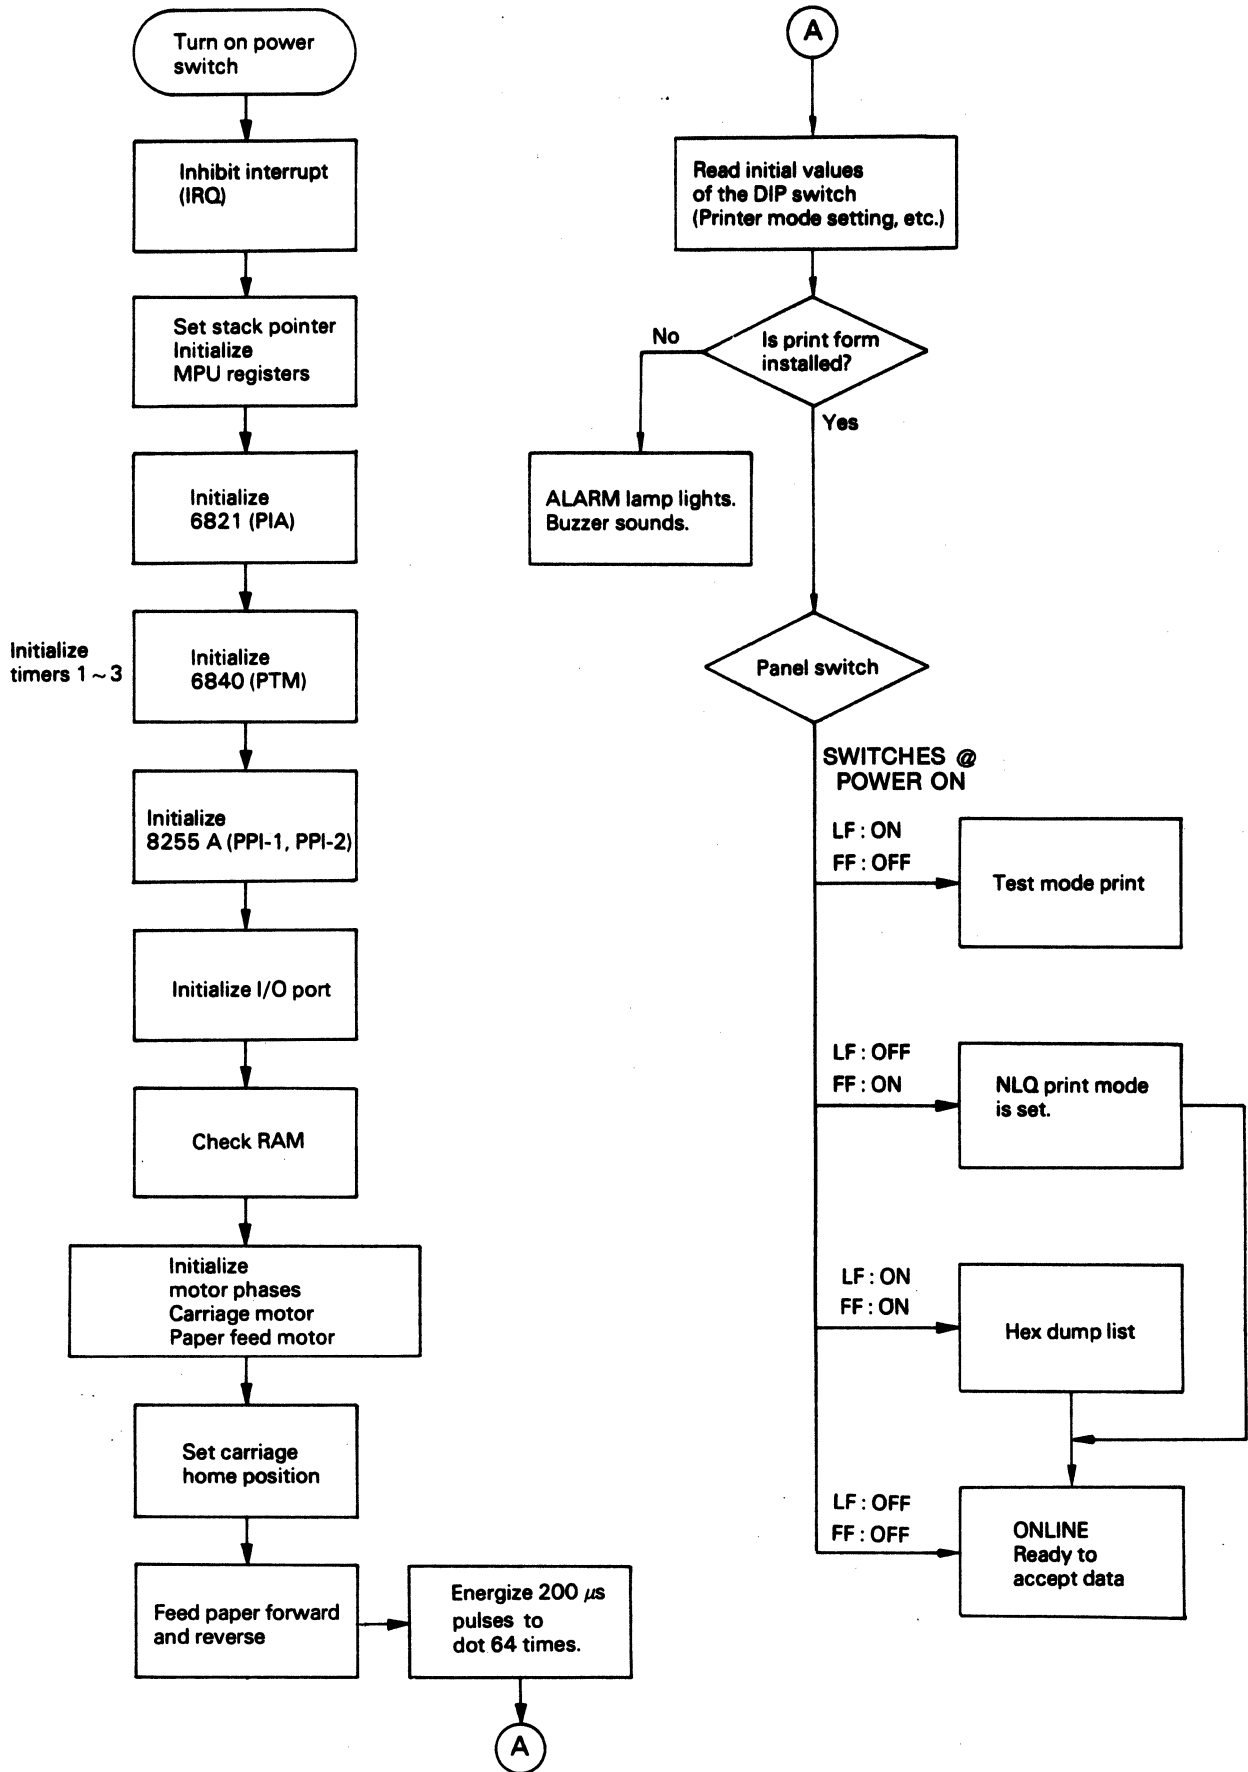 Turn on power
switch
Inhibit interrupt
(IRQ)
Set stack pointer
Initialize
MPU registers
Initialize
6821 (PIA)
Initialize
timers 1 ~ 3
Initialize
6840 (PTM)
Initialize
8255 A (PPI-1, PPI-2)
Initialize I/O port
Check RAM
Initialize
motor phases
Carriage motor
Paper feed motor
Set carriage
home position
Feed paper forward
and reverse
Energize 200 μs
pulses to
dot 64 times.
A
A
Read initial values
of the DIP switch
(Printer mode setting, etc.)
Is print form
installed?
No
Yes
ALARM lamp lights.
Buzzer sounds.
Panel switch
SWITCHES @
POWER ON
LF : ON
FF : OFF
Test mode print
LF : OFF
FF : ON
NLQ print mode
is set.
LF : ON
FF : ON
Hex dump list
LF : OFF
FF : OFF
ONLINE
Ready to
accept data